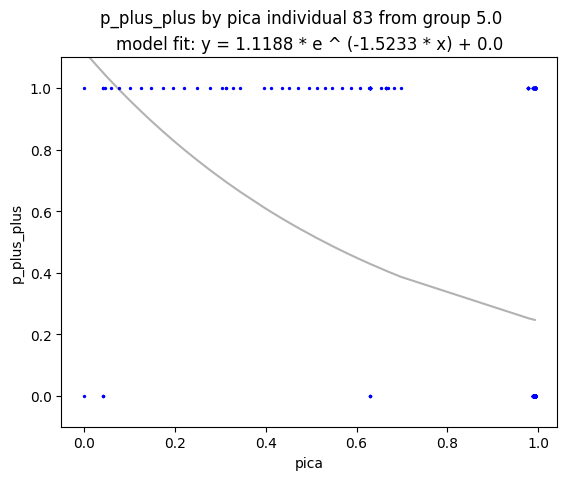 p_plus_plus by pica individual 83 from group 5.0
model fit: y = 1.1188 * e ^ (-1.5233 * x) + 0.0
1.0
0.8
0.6
0.4
0.2
0.0
p_plus_plus
0.0 0.2 0.4 0.6 0.8 1.0
pica